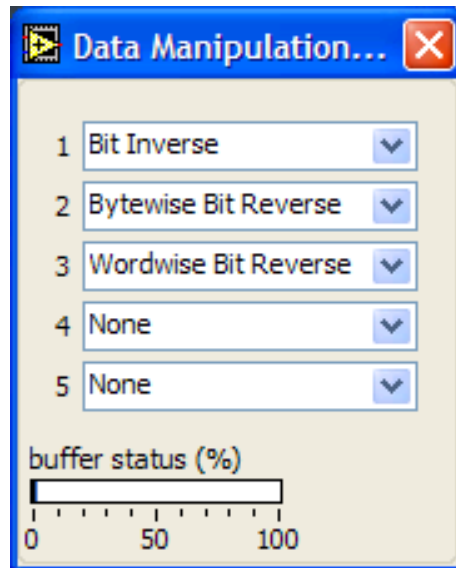 Data Manipulation...
1 Bit Inverse
2 Bytewise Bit Reverse
3 Wordwise Bit Reverse
4 None
5 None
buffer status (%)
0 50 100